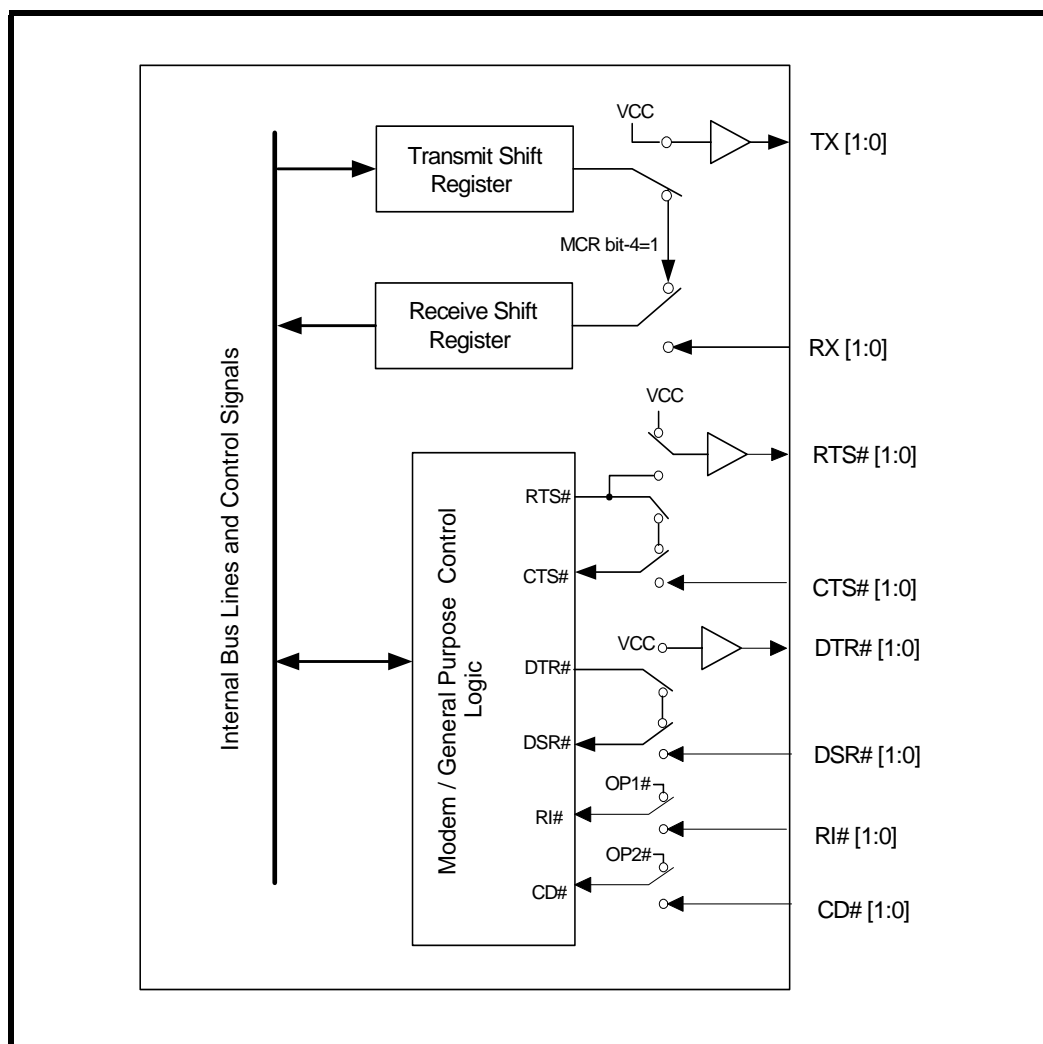 VCC
TX [1:0]
Transmit Shift
Register
MCR bit-4=1
Receive Shift
Register
RX [1:0]
Internal Bus Lines and Control Signals
VCC
RTS# [1:0]
Modem / General Purpose Control
Logic
RTS#
CTS#
CTS# [1:0]
VCC
DTR# [1:0]
DTR#
DSR#
DSR# [1:0]
OP1#
RI#
RI# [1:0]
OP2#
CD#
CD# [1:0]